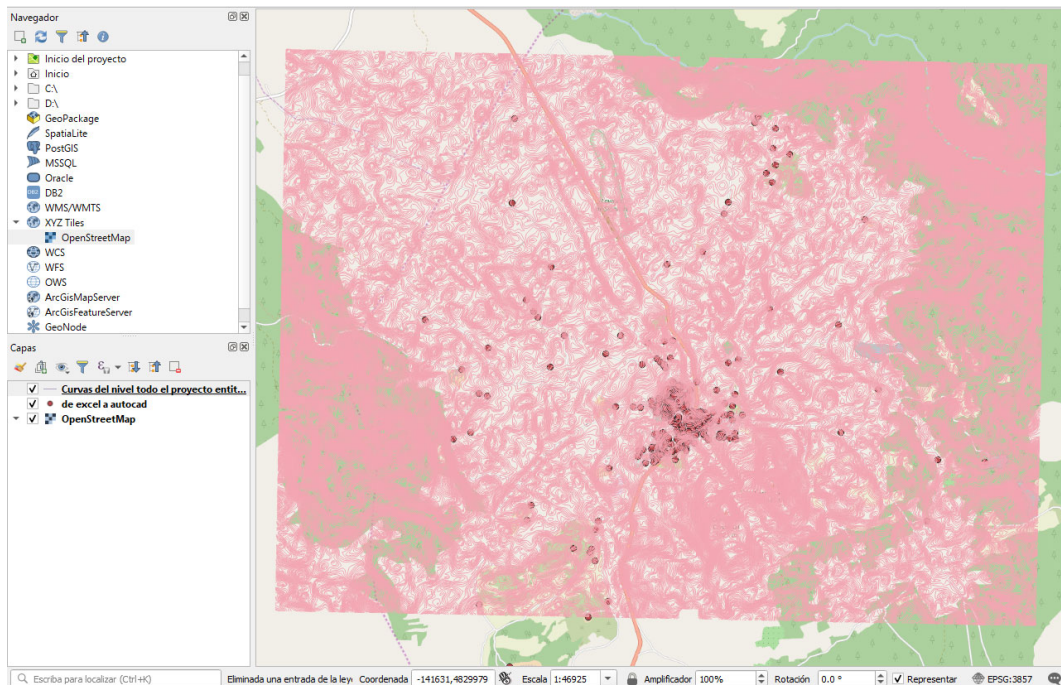 Navegador
Inicio del proyecto
Inicio
C:\
D:\
GeoPackage
SpatiaLite
PostGIS
MSSQL
Oracle
DB2
DB2
WMS/WMTS
XYZ Tiles
OpenStreetMap
WCS
WFS
OWS
ArcGisMapServer
ArcGisFeatureServer
GeoNode
Capas
Curvas del nivel todo el proyecto entit...
de excel a autocad
OpenStreetMap
Escriba para localizar (Ctrl+K)
Eliminada una entrada de la ley
Coordenada
-141631,4829979
Escala
1:46925
Amplificador
100%
Rotación
0.0 °
Representar
EPSG:3857